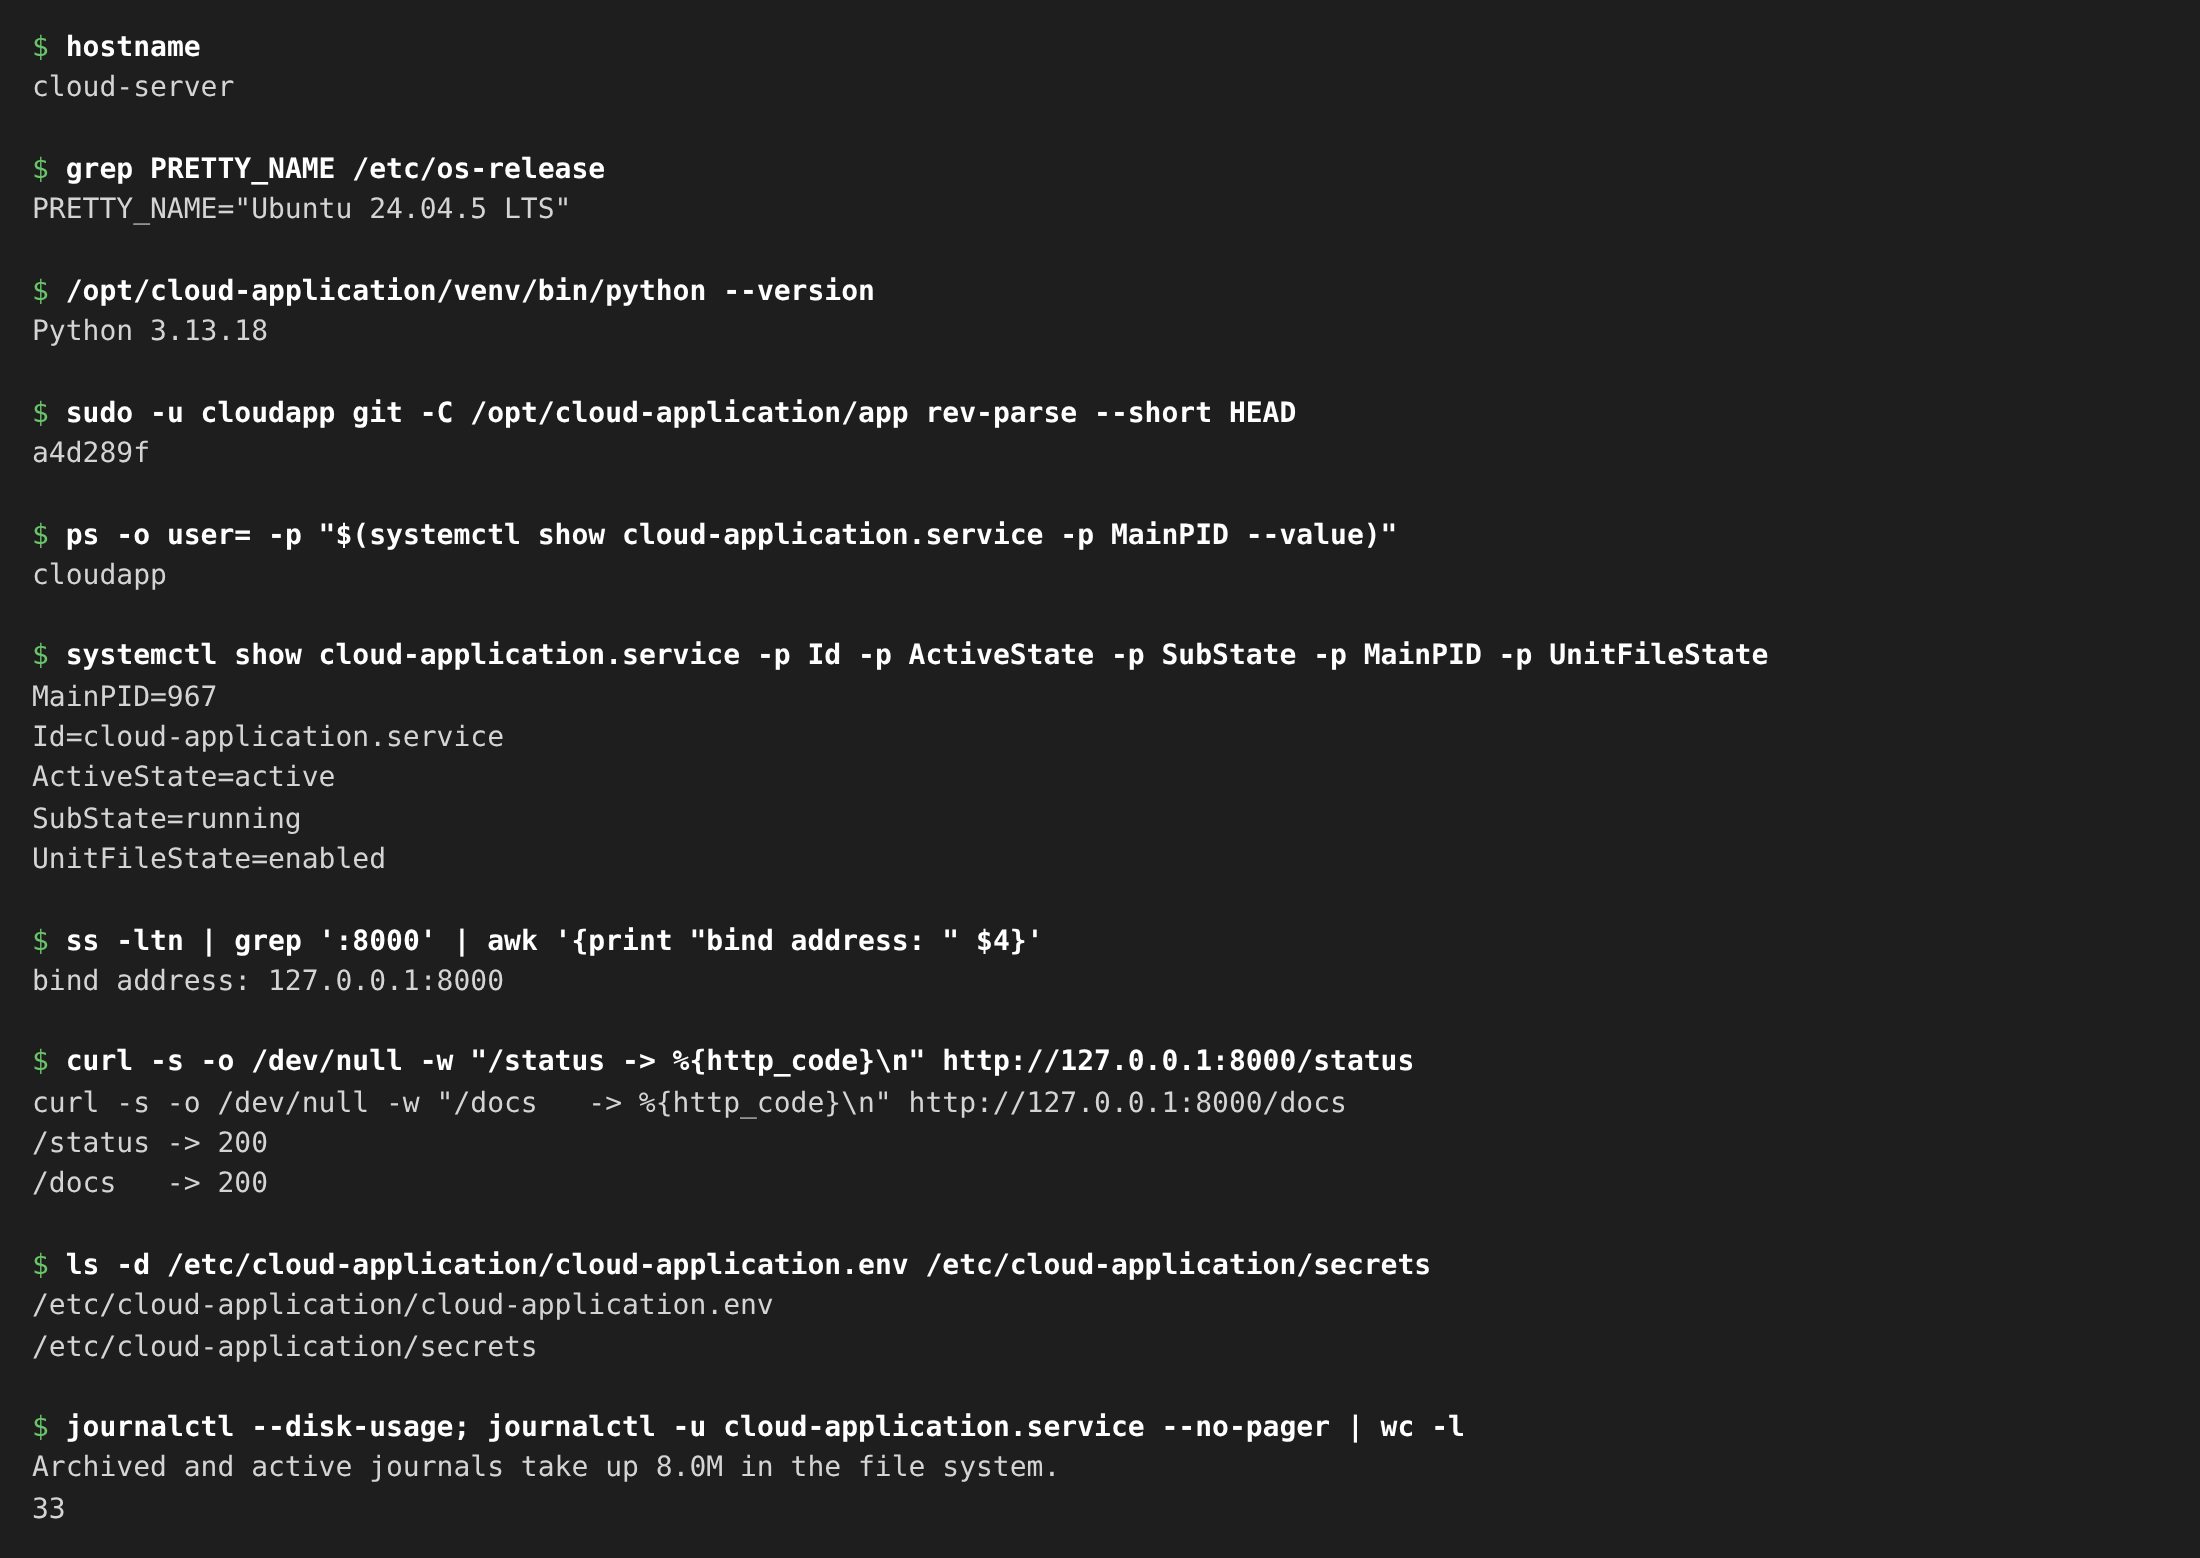 $ hostname
cloud-server
$ grep PRETTY_NAME /etc/os-release
PRETTY_NAME="Ubuntu 24.04.5 LTS"
$ /opt/cloud-application/venv/bin/python --version
Python 3.13.18
$ sudo -u cloudapp git -C /opt/cloud-application/app rev-parse --short HEAD
a4d289f
$ ps -o user= -p "$(systemctl show cloud-application.service -p MainPID --value)"
cloudapp
$ systemctl show cloud-application.service -p Id -p ActiveState -p SubState -p MainPID -p UnitFileState
MainPID=967
Id=cloud-application.service
ActiveState=active
SubState=running
UnitFileState=enabled
$ ss -ltn | grep ':8000' | awk '{print "bind address: " $4}'
bind address: 127.0.0.1:8000
$ curl -s -o /dev/null -w "/status -> %{http_code}\n" http://127.0.0.1:8000/status
curl -s -o /dev/null -w "/docs   -> %{http_code}\n" http://127.0.0.1:8000/docs
/status -> 200
/docs   -> 200
$ ls -d /etc/cloud-application/cloud-application.env /etc/cloud-application/secrets
/etc/cloud-application/cloud-application.env
/etc/cloud-application/secrets
$ journalctl --disk-usage; journalctl -u cloud-application.service --no-pager | wc -l
Archived and active journals take up 8.0M in the file system.
33